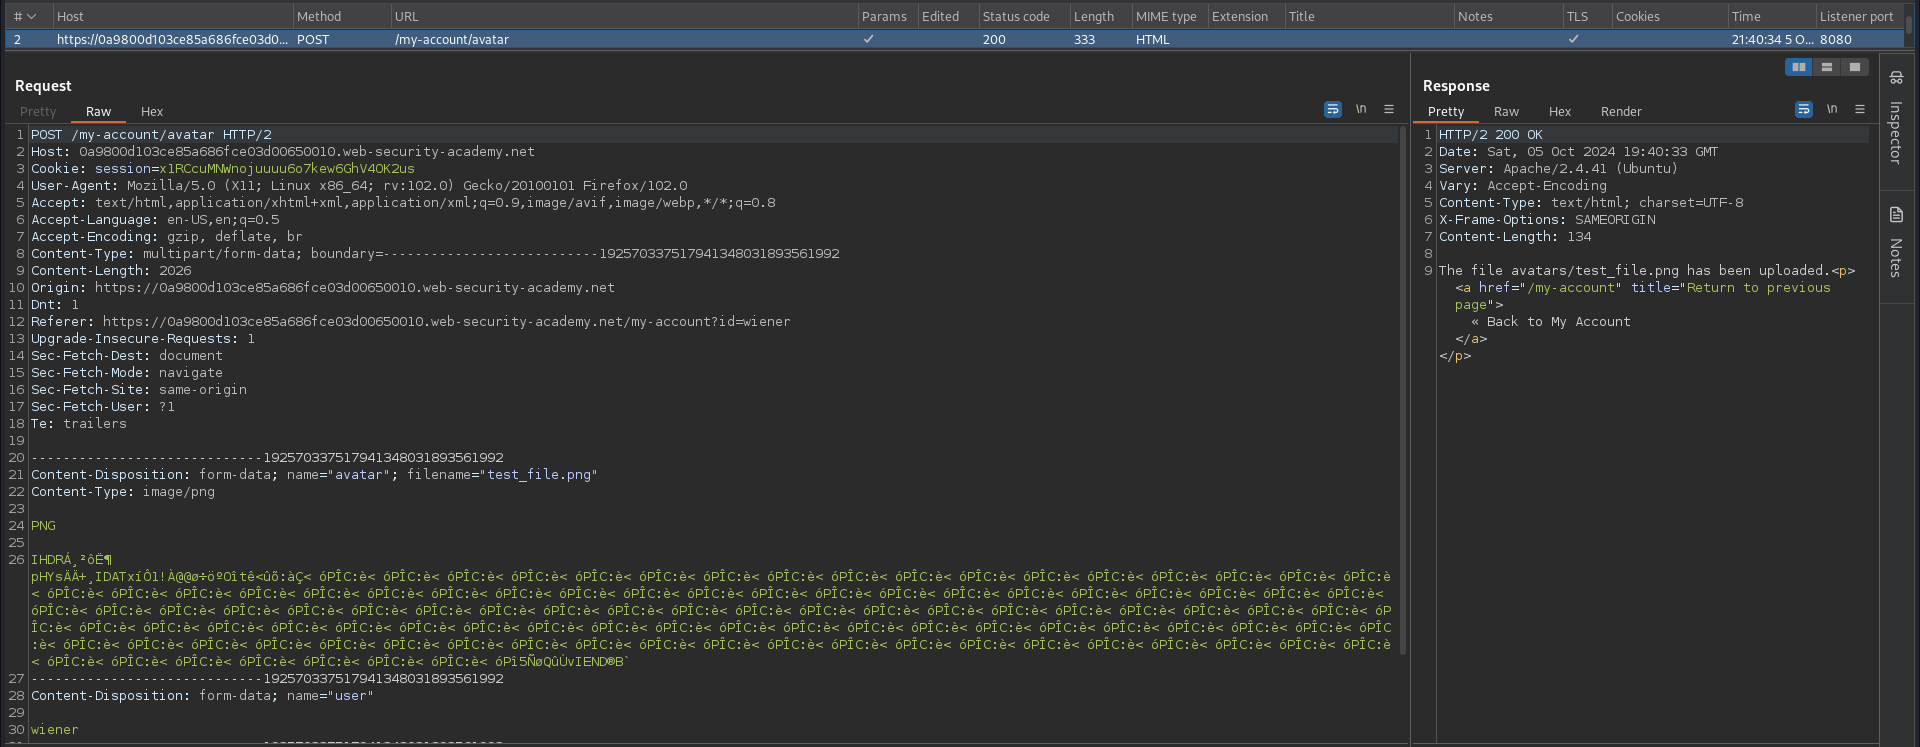 # Host Method URL Params Edited Status code Length MIME type Extension Title Notes TLS Cookies Time Listener port
2 https://0a9800d103ce85a686fce03d0... POST /my-account/avatar ✓ 200 333 HTML ✓ 21:40:34 5 O... 8080
Request
Pretty Raw Hex \n
1 POST /my-account/avatar HTTP/2
2 Host: 0a9800d103ce85a686fce03d00650010.web-security-academy.net
3 Cookie: session=x1RCcuMNWnojuuuu6o7kew6GhV4OK2us
4 User-Agent: Mozilla/5.0 (X11; Linux x86_64; rv:102.0) Gecko/20100101 Firefox/102.0
5 Accept: text/html,application/xhtml+xml,application/xml;q=0.9,image/avif,image/webp,*/*;q=0.8
6 Accept-Language: en-US,en;q=0.5
7 Accept-Encoding: gzip, deflate, br
8 Content-Type: multipart/form-data; boundary=---------------------------192570337517941348031893561992
9 Content-Length: 2026
10 Origin: https://0a9800d103ce85a686fce03d00650010.web-security-academy.net
11 Dnt: 1
12 Referer: https://0a9800d103ce85a686fce03d00650010.web-security-academy.net/my-account?id=wiener
13 Upgrade-Insecure-Requests: 1
14 Sec-Fetch-Dest: document
15 Sec-Fetch-Mode: navigate
16 Sec-Fetch-Site: same-origin
17 Sec-Fetch-User: ?1
18 Te: trailers
19
20 -----------------------------192570337517941348031893561992
21 Content-Disposition: form-data; name="avatar"; filename="test_file.png"
22 Content-Type: image/png
23
24 PNG
25
26 IHDRÁ¸²ôË¶
27 -----------------------------192570337517941348031893561992
28 Content-Disposition: form-data; name="user"
29
30 wiener
Response
Pretty Raw Hex Render \n
1 HTTP/2 200 OK
2 Date: Sat, 05 Oct 2024 19:40:33 GMT
3 Server: Apache/2.4.41 (Ubuntu)
4 Vary: Accept-Encoding
5 Content-Type: text/html; charset=UTF-8
6 X-Frame-Options: SAMEORIGIN
7 Content-Length: 134
8
9 The file avatars/test_file.png has been uploaded.<p>
<a href="/my-account" title="Return to previous
page">
« Back to My Account
</a>
</p>
Inspector
Notes